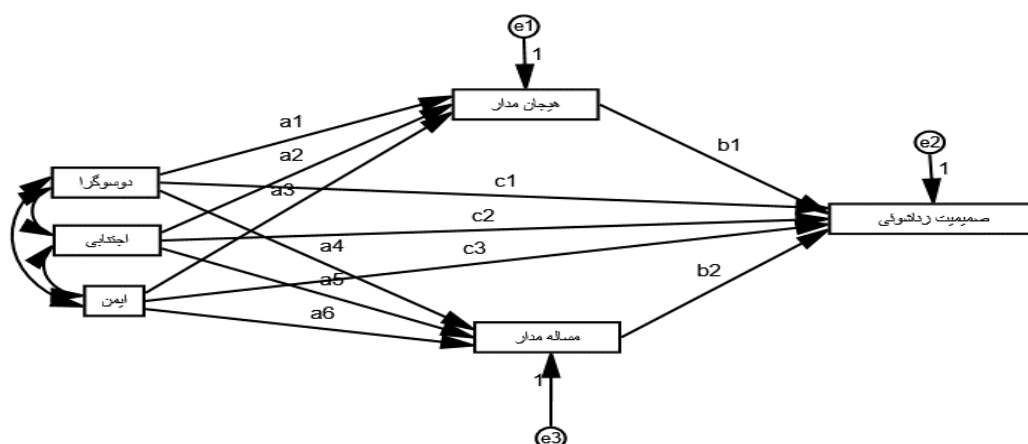 e1
1
هیجان مدار
a1
a2
a3
b1
e2
1
دوسوگرا
c1
صمیمیت زناشوئی
c2
اجتنابی
a4
c3
b2
a5
ایمن
a6
مساله مدار
1
e3